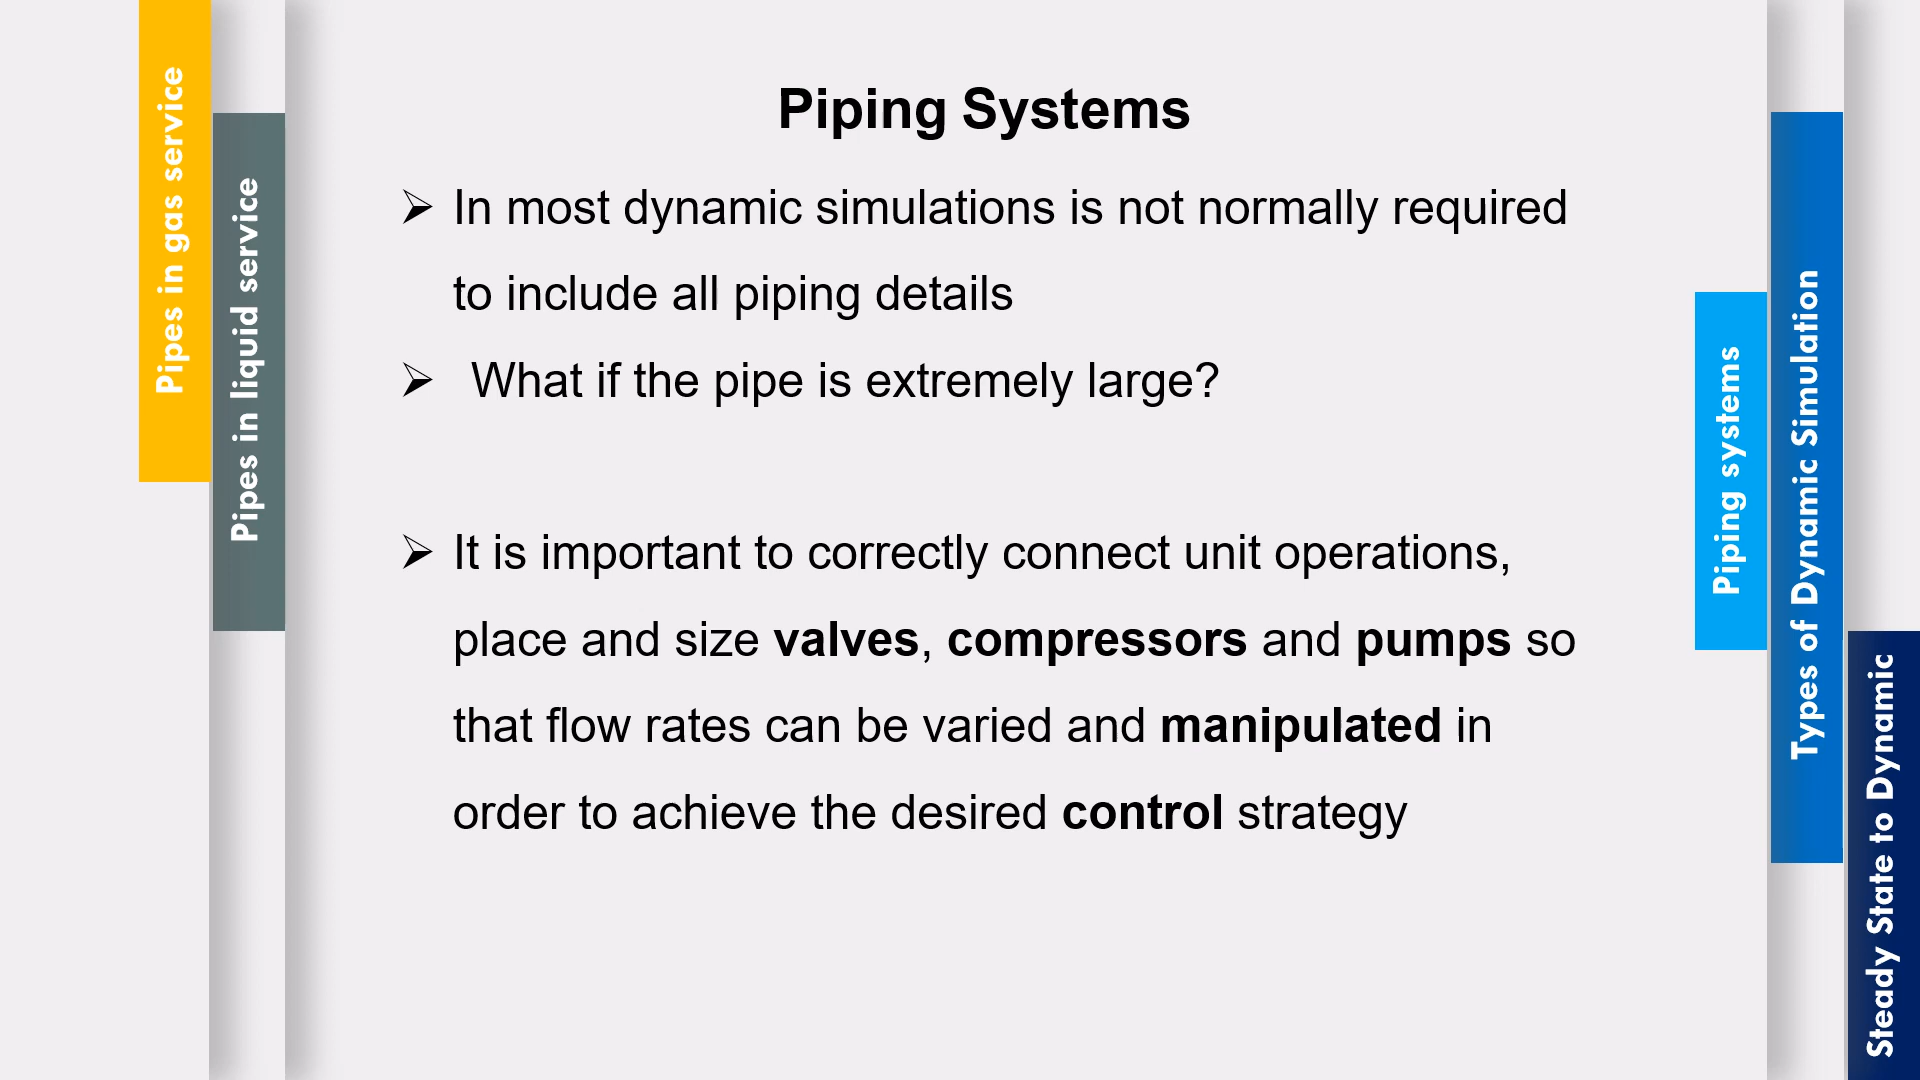 Pipes in gas service
Pipes in liquid service
Piping Systems
➢ In most dynamic simulations is not normally required
to include all piping details
➢ What if the pipe is extremely large?
➢ It is important to correctly connect unit operations,
place and size valves, compressors and pumps so
that flow rates can be varied and manipulated in
order to achieve the desired control strategy
Piping systems
Types of Dynamic Simulation
Steady State to Dynamic